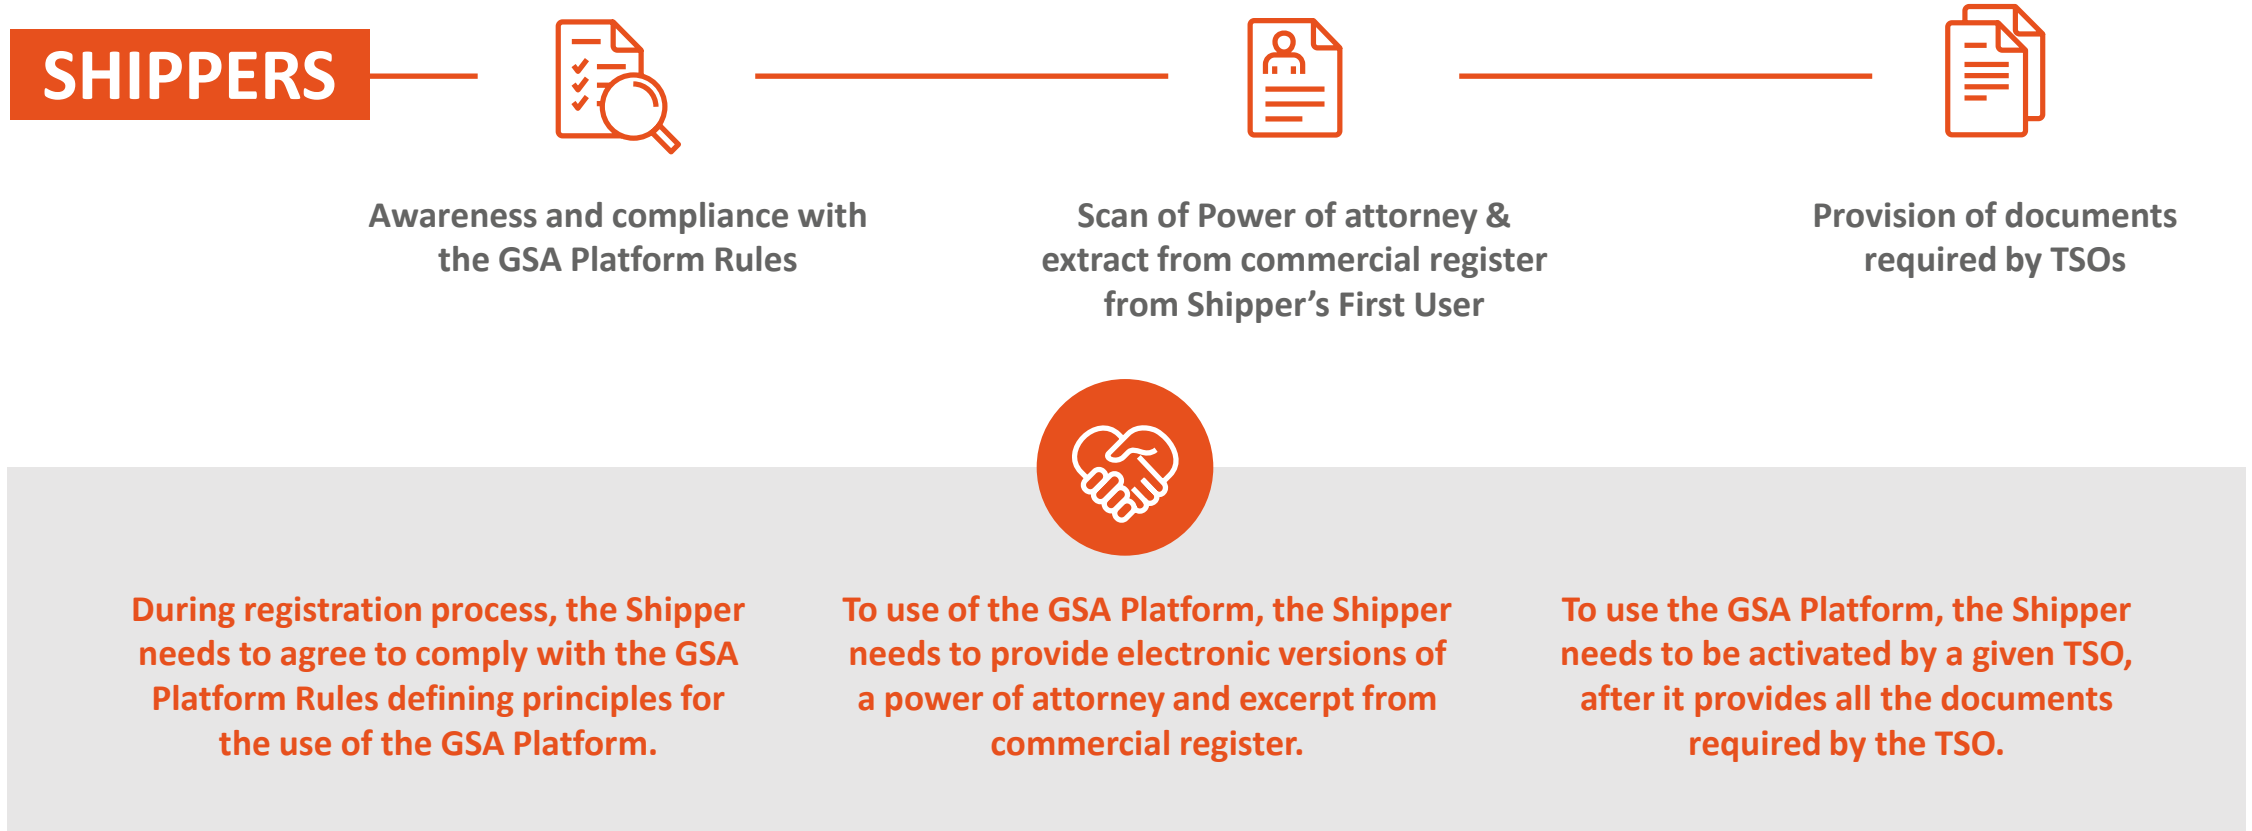 SHIPPERS
Awareness and compliance with
the GSA Platform Rules
Scan of Power of attorney &
extract from commercial register
from Shipper’s First User
Provision of documents
required by TSOs
During registration process, the Shipper
needs to agree to comply with the GSA
Platform Rules defining principles for
the use of the GSA Platform.
To use of the GSA Platform, the Shipper
needs to provide electronic versions of
a power of attorney and excerpt from
commercial register.
To use the GSA Platform, the Shipper
needs to be activated by a given TSO,
after it provides all the documents
required by the TSO.